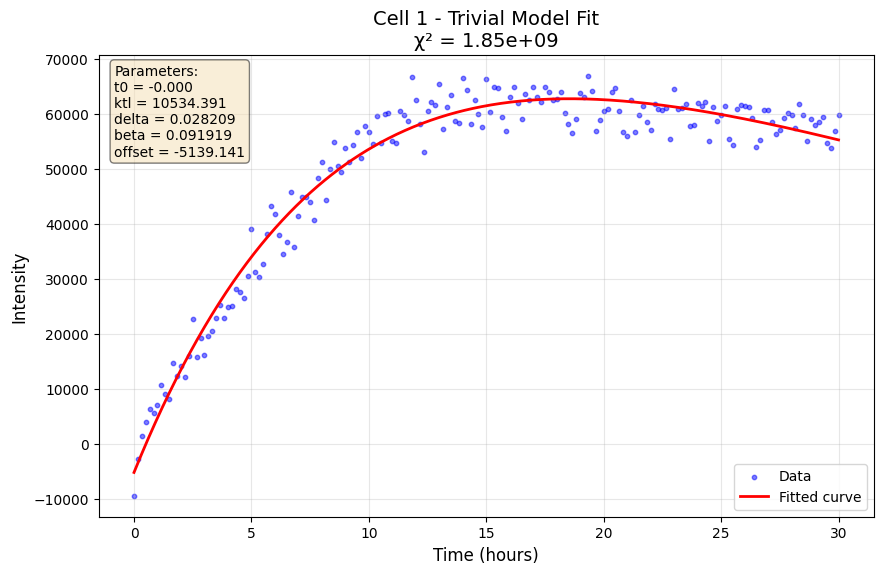 Cell 1 - Trivial Model Fit
χ² = 1.85e+09
Parameters:
t0 = -0.000
ktl = 10534.391
delta = 0.028209
beta = 0.091919
offset = -5139.141
70000
60000
50000
40000
30000
20000
10000
0
−10000
Intensity
Data
Fitted curve
0 5 10 15 20 25 30
Time (hours)